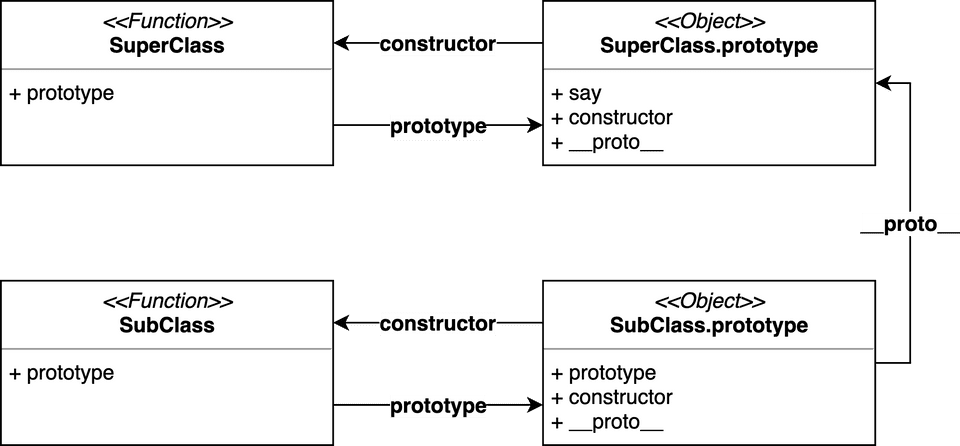 <<Function>>
SuperClass
+ prototype
constructor
prototype
<<Object>>
SuperClass.prototype
+ say
+ constructor
+ __proto__
__proto__
<<Function>>
SubClass
+ prototype
constructor
prototype
<<Object>>
SubClass.prototype
+ prototype
+ constructor
+ __proto__